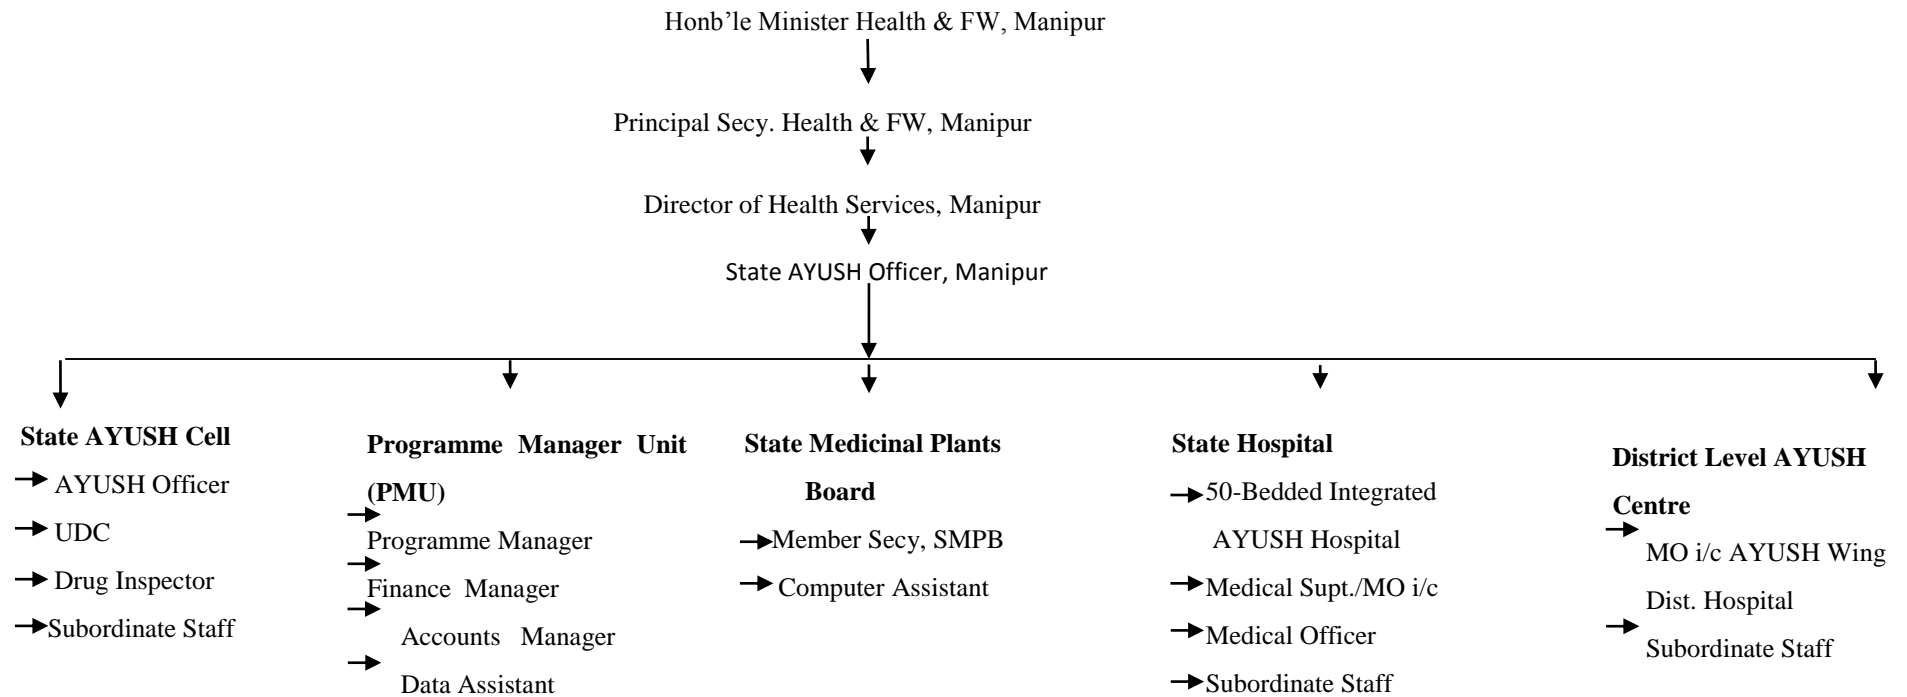 Honb’le Minister Health & FW, Manipur
Principal Secy. Health & FW, Manipur
Director of Health Services, Manipur
State AYUSH Officer, Manipur
State AYUSH Cell
AYUSH Officer
UDC
Drug Inspector
Subordinate Staff
Programme Manager Unit
(PMU)
Programme Manager
Finance Manager
Accounts Manager
Data Assistant
State Medicinal Plants
Board
Member Secy, SMPB
Computer Assistant
State Hospital
50-Bedded Integrated
AYUSH Hospital
Medical Supt./MO i/c
Medical Officer
Subordinate Staff
District Level AYUSH
Centre
MO i/c AYUSH Wing
Dist. Hospital
Subordinate Staff